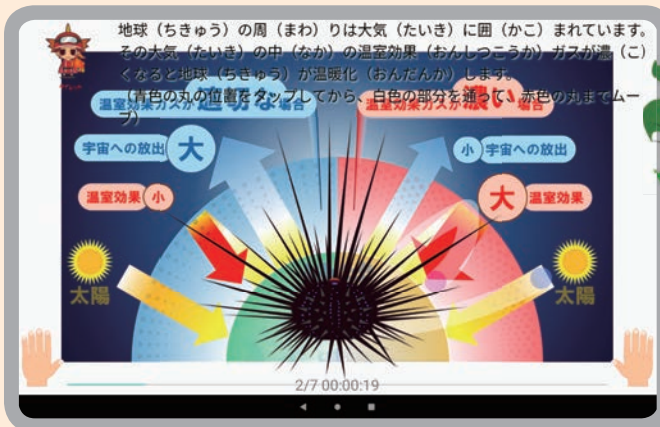 地球（ちきゅう）の周（まわ）りは大気（たいき）に囲（かこ）まれています。
その大気（たいき）の中（なか）の温室効果（おんしつこうか）ガスが濃（こ）
くなると地球（ちきゅう）が温暖化（おんだんか）します。
（青色の丸の位置をタップしてから、白色の部分を通って、赤色の丸までムー
ブ）
温室効果ガスが適切な場合
温室効果ガスが濃い場合
宇宙への放出 大
小 宇宙への放出
温室効果 小
大 温室効果
太陽
太陽
2/7 00:00:19